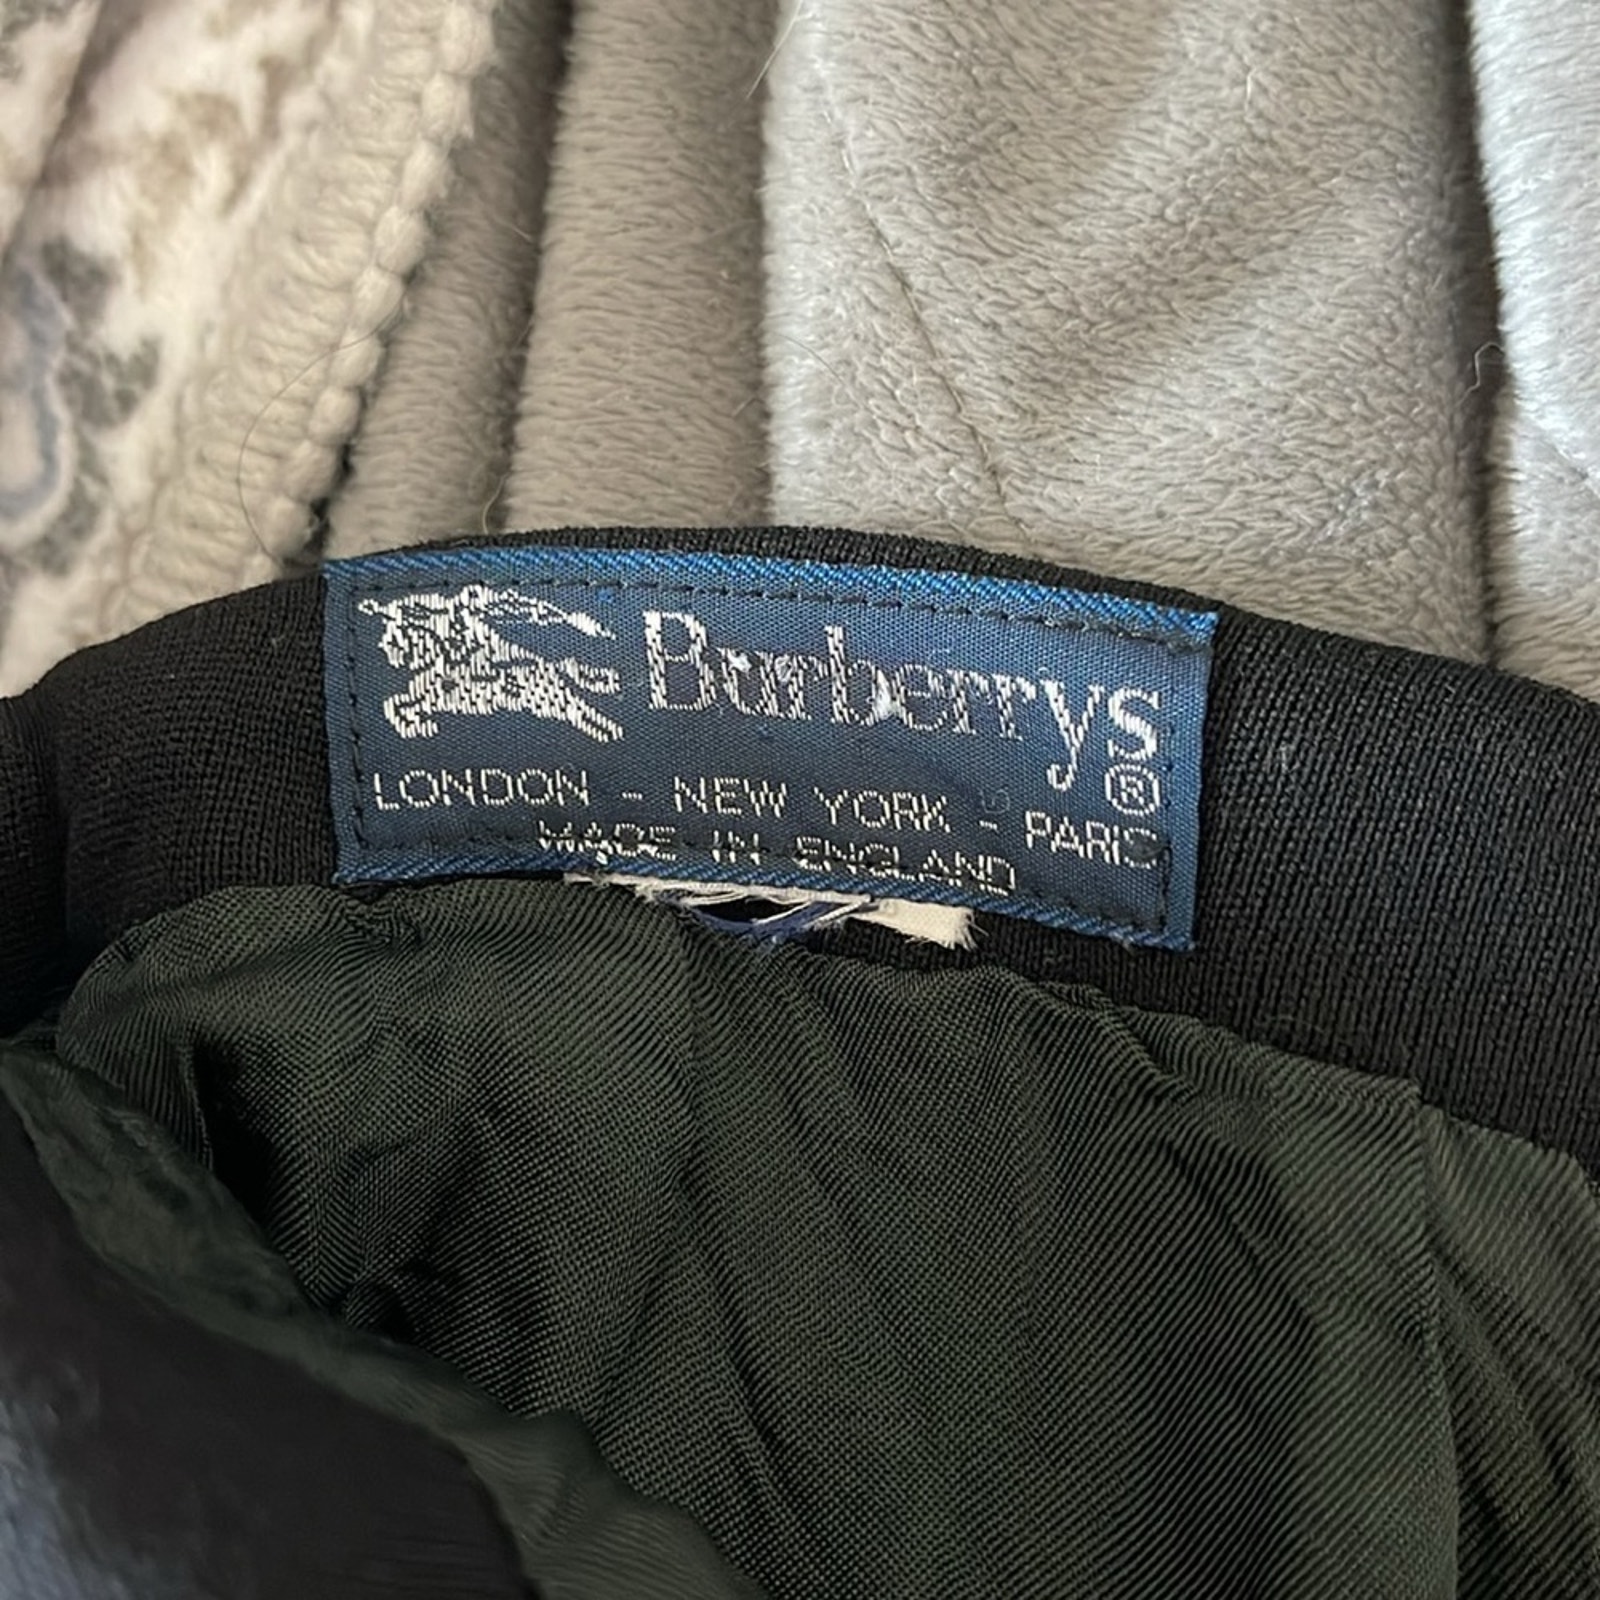 Burberrys®
LONDON - NEW YORK - PARIS
MADE IN ENGLAND